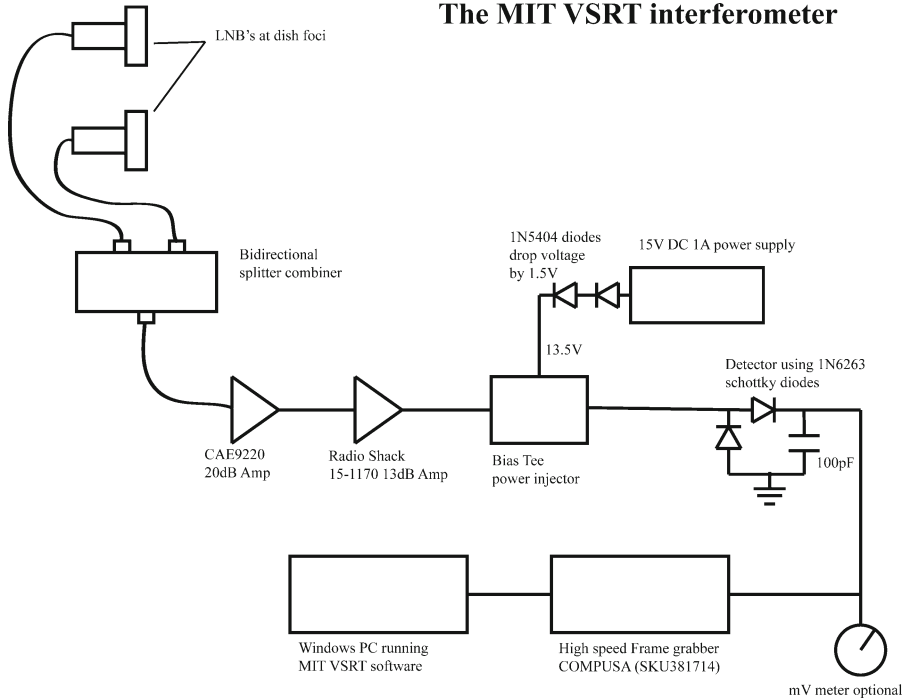 The MIT VSRT interferometer
LNB's at dish foci
Bidirectional
splitter combiner
1N5404 diodes
drop voltage
by 1.5V
15V DC 1A power supply
13.5V
Detector using 1N6263
schottky diodes
CAE9220
20dB Amp
Radio Shack
15-1170 13dB Amp
Bias Tee
power injector
100pF
Windows PC running
MIT VSRT software
High speed Frame grabber
COMPUSA (SKU381714)
mV meter optional